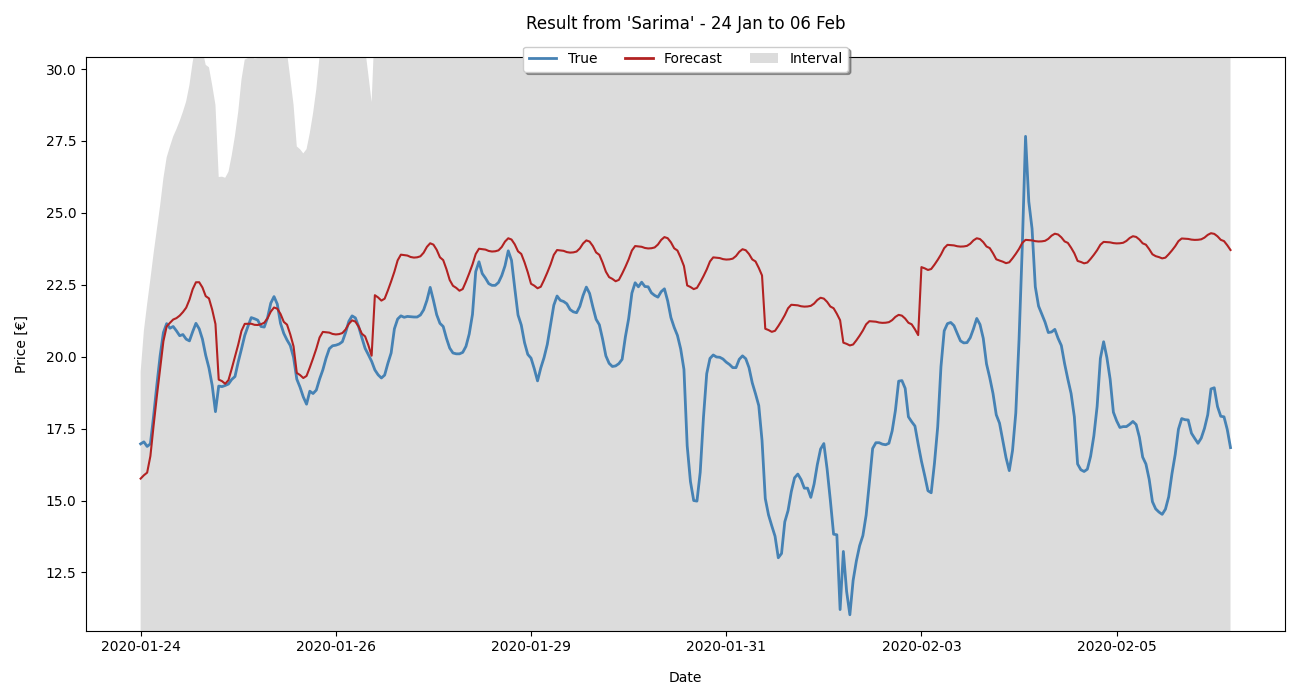 Result from 'Sarima' - 24 Jan to 06 Feb
True Forecast Interval
30.0
27.5
25.0
22.5
20.0
17.5
15.0
12.5
Price [€]
2020-01-24 2020-01-26 2020-01-29 2020-01-31 2020-02-03 2020-02-05
Date